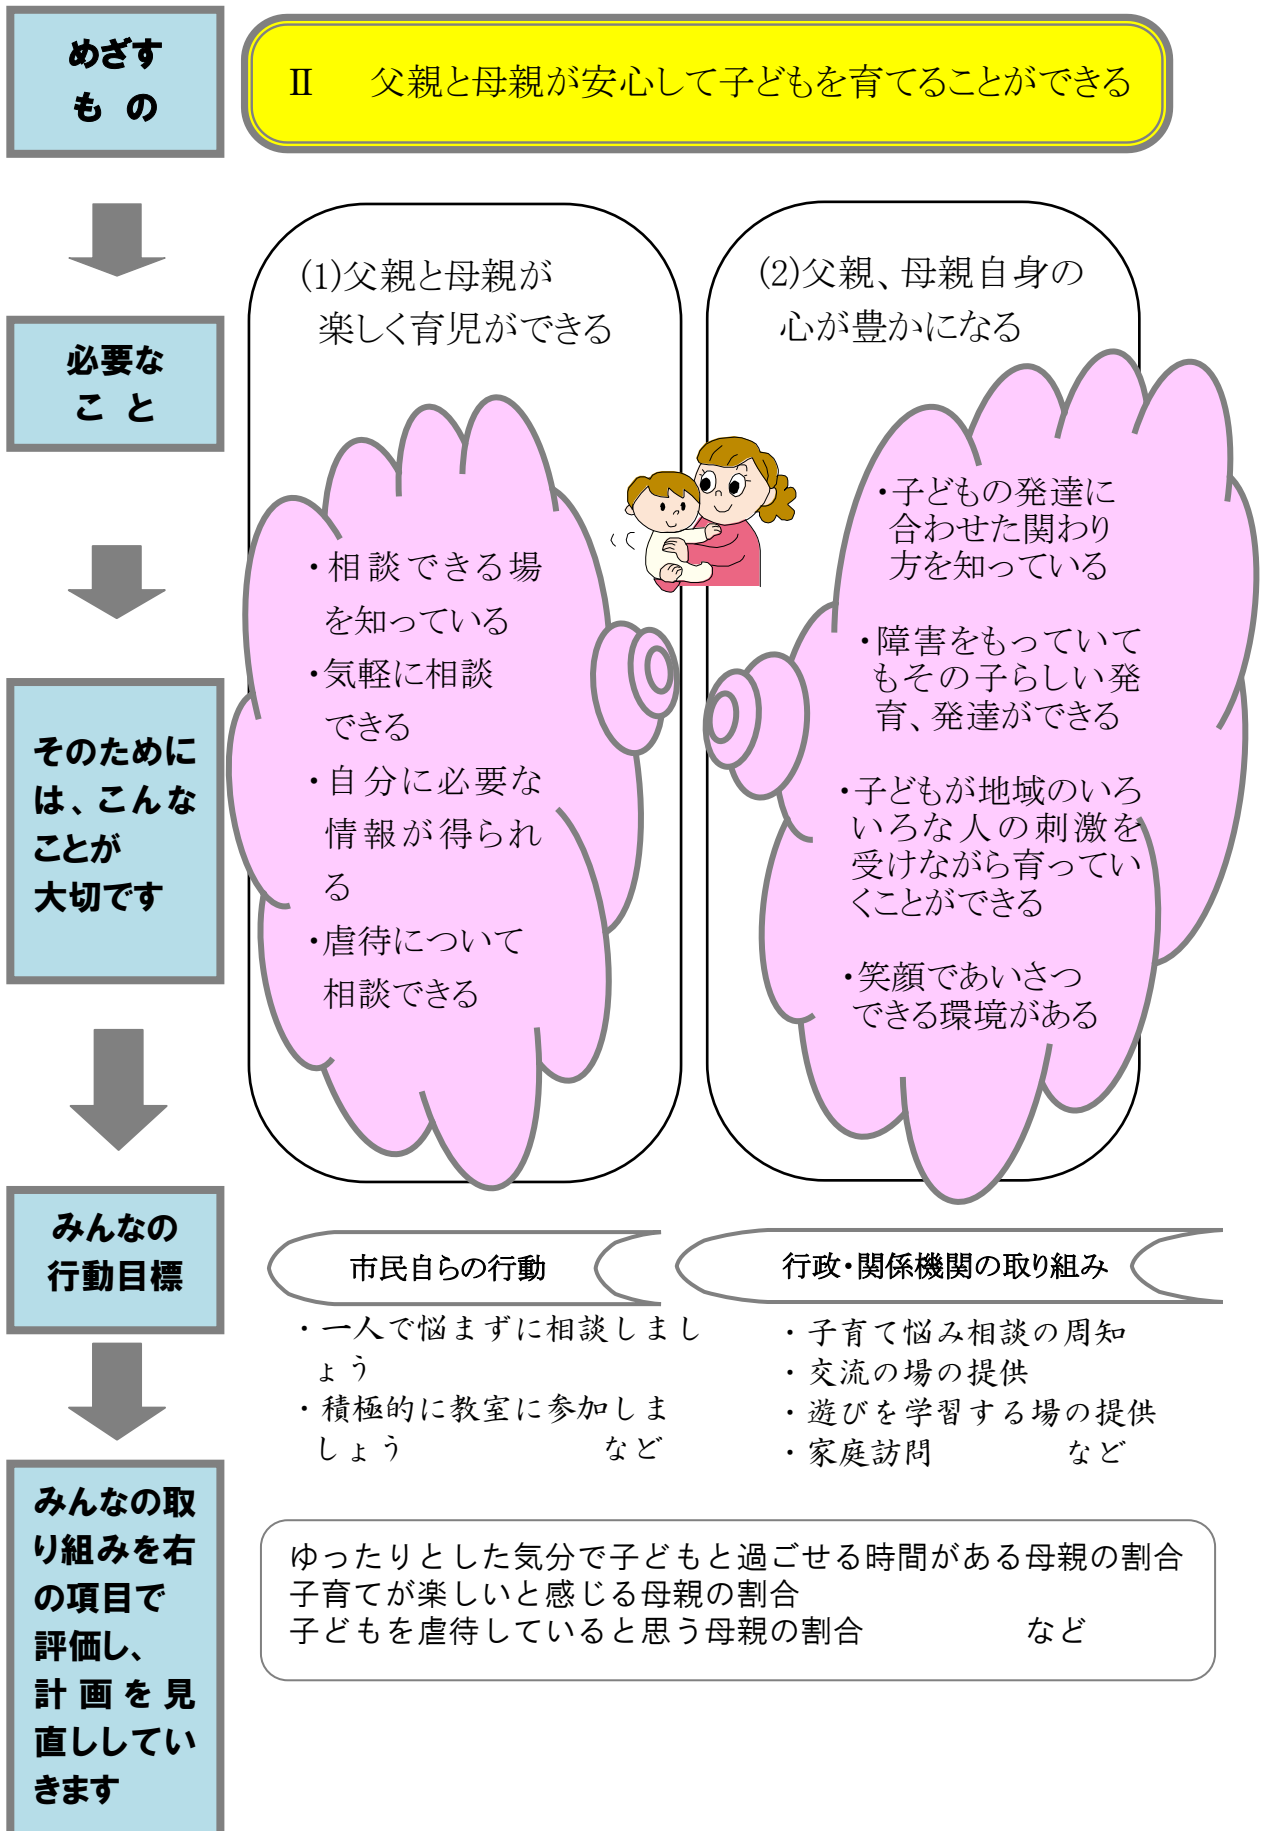 めざす
も の
Ⅱ　父親と母親が安心して子どもを育てることができる
必要な
こ と
(1)父親と母親が
楽しく育児ができる
(2)父親、母親自身の
心が豊かになる
そのために
は、こんな
ことが
大切です
・相談できる場
を知っている
・気軽に相談
できる
・自分に必要な
情報が得られ
る
・虐待について
相談できる
・子どもの発達に
合わせた関わり
方を知っている
・障害をもっていて
もその子らしい発
育、発達ができる
・子どもが地域のいろ
いろな人の刺激を
受けながら育ってい
くことができる
・笑顔であいさつ
できる環境がある
みんなの
行動目標
市民自らの行動
・一人で悩まずに相談しまし
ょう
・積極的に教室に参加しま
しょう　など
行政・関係機関の取り組み
・子育て悩み相談の周知
・交流の場の提供
・遊びを学習する場の提供
・家庭訪問　など
みんなの取
り組みを右
の項目で
評価し、
計画を見
直ししてい
きます
ゆったりとした気分で子どもと過ごせる時間がある母親の割合
子育てが楽しいと感じる母親の割合
子どもを虐待していると思う母親の割合　など